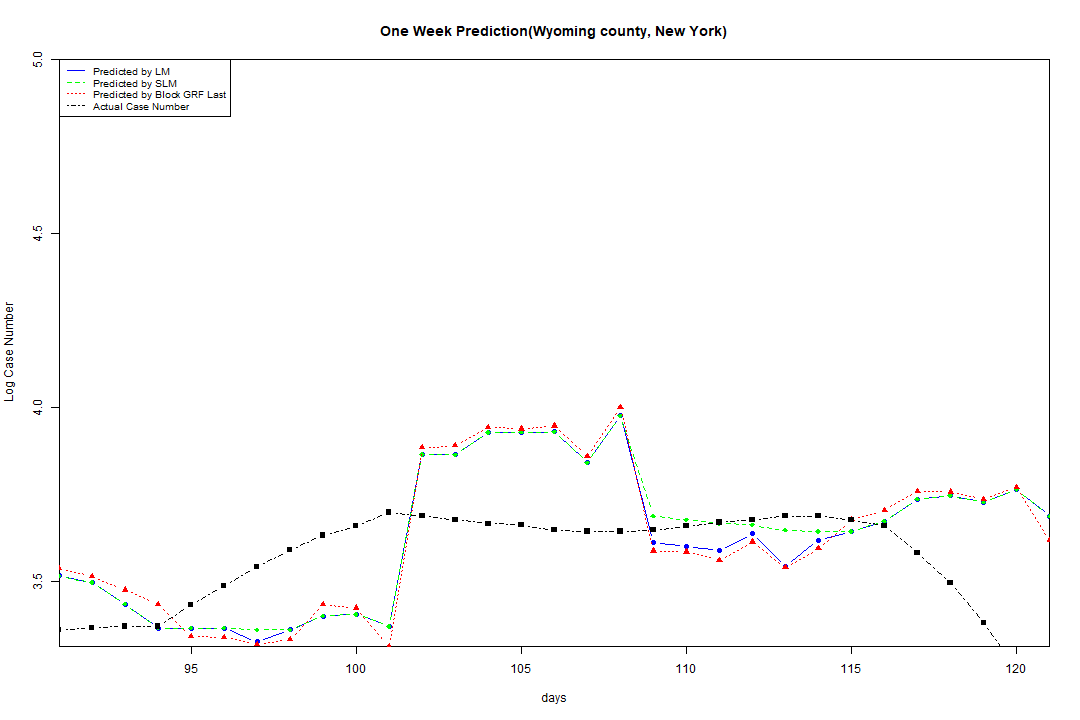 One Week Prediction(Wyoming county, New York)
Predicted by LM
Predicted by SLM
Predicted by Block GRF Last
Actual Case Number
5.0
4.5
4.0
3.5
Log Case Number
95 100 105 110 115 120
days